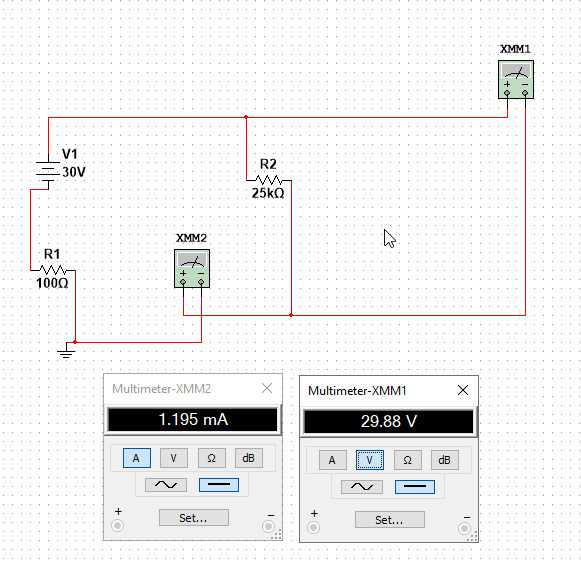 XMM1
+ −
V1
30V
R2
25kΩ
XMM2
+ −
R1
100Ω
Multimeter-XMM2
1.195 mA
A V Ω dB
Set...
+ −
Multimeter-XMM1
29.88 V
A V Ω dB
Set...
+ −